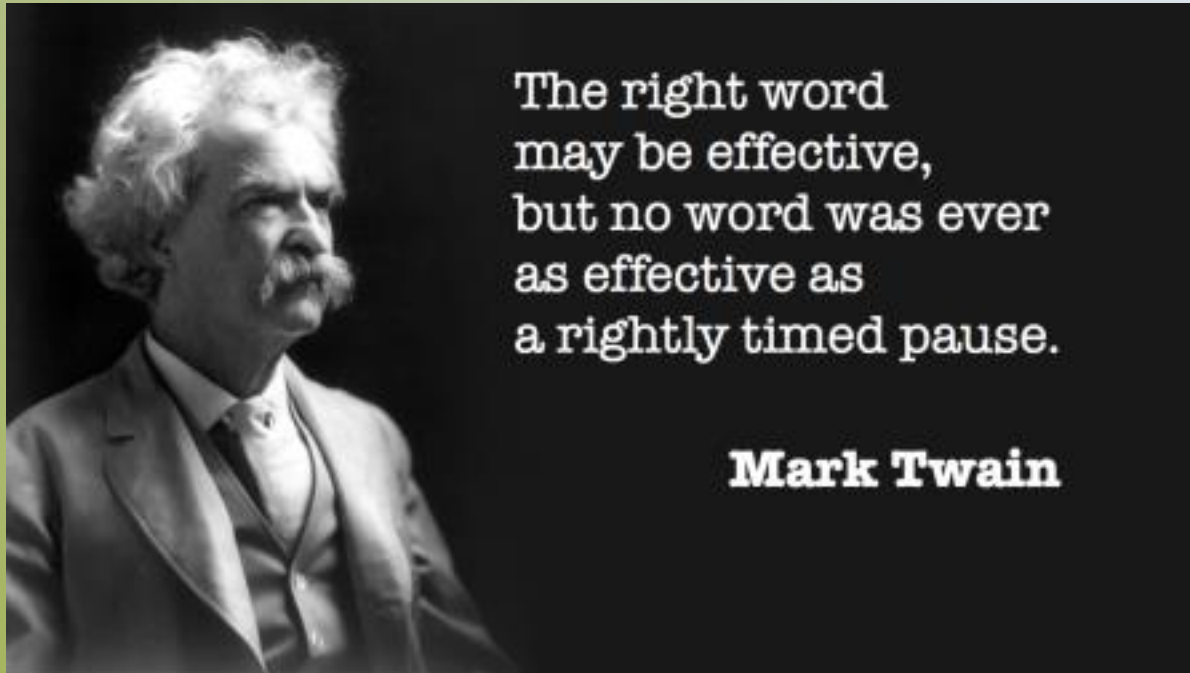 The right word
may be effective,
but no word was ever
as effective as
a rightly timed pause.
Mark Twain